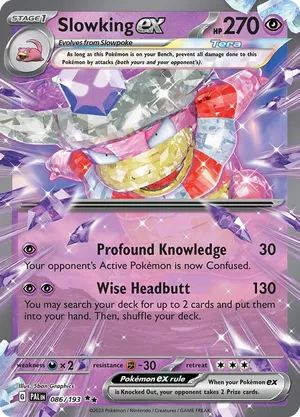 STAGE 1
Slowking ex HP 270
Evolves from Slowpoke
Tera
As long as this Pokémon is on your Bench, prevent all damage done to this
Pokémon by attacks (both yours and your opponent's).
Profound Knowledge 30
Your opponent's Active Pokémon is now Confused.
Wise Headbutt 130
You may search your deck for up to 2 cards and put them
into your hand. Then, shuffle your deck.
weakness ×2 resistance -30 retreat
Illus. 5ban Graphics
Pokémon ex rule
When your Pokémon ex
is Knocked Out, your opponent takes 2 Prize cards.
G PAL EN 086/193
©2023 Pokémon / Nintendo / Creatures / GAME FREAK